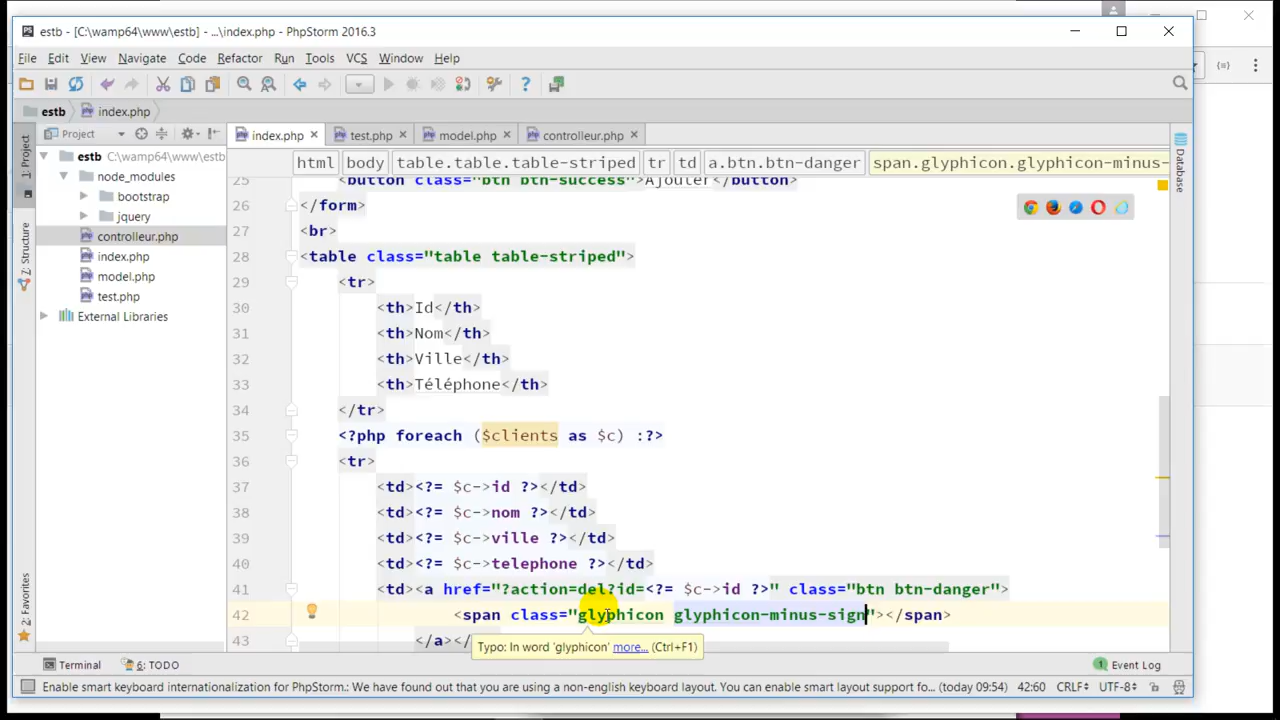 estb - [C:\wamp64\www\estb] - ...\index.php - PhpStorm 2016.3
File Edit View Navigate Code Refactor Run Tools VCS Window Help
estb index.php
Project
index.php test.php model.php controlleur.php
html body table.table.table-striped tr td a.btn.btn-danger span.glyphicon.glyphicon-minus-
1: Project
Z: Structure
2: Favorites
Database
estb C:\wamp64\www\estb
node_modules
bootstrap
jquery
controlleur.php
index.php
model.php
test.php
External Libraries
25 <button class="btn btn-success">Ajouter</button>
26 </form>
27 <br>
28 <table class="table table-striped">
29 <tr>
30 <th>Id</th>
31 <th>Nom</th>
32 <th>Ville</th>
33 <th>Téléphone</th>
34 </tr>
35 <?php foreach ($clients as $c) :?>
36 <tr>
37 <td><?= $c->id ?></td>
38 <td><?= $c->nom ?></td>
39 <td><?= $c->ville ?></td>
40 <td><?= $c->telephone ?></td>
41 <td><a href="?action=del?id=<?= $c->id ?>" class="btn btn-danger">
42 <span class="glyphicon glyphicon-minus-sign"></span>
43 </a></
Typo: In word 'glyphicon' more... (Ctrl+F1)
Terminal 6: TODO 1 Event Log
Enable smart keyboard internationalization for PhpStorm.: We have found out that you are using a non-english keyboard layout. You can enable smart layout support fo... (today 09:54) 42:60 CRLF UTF-8